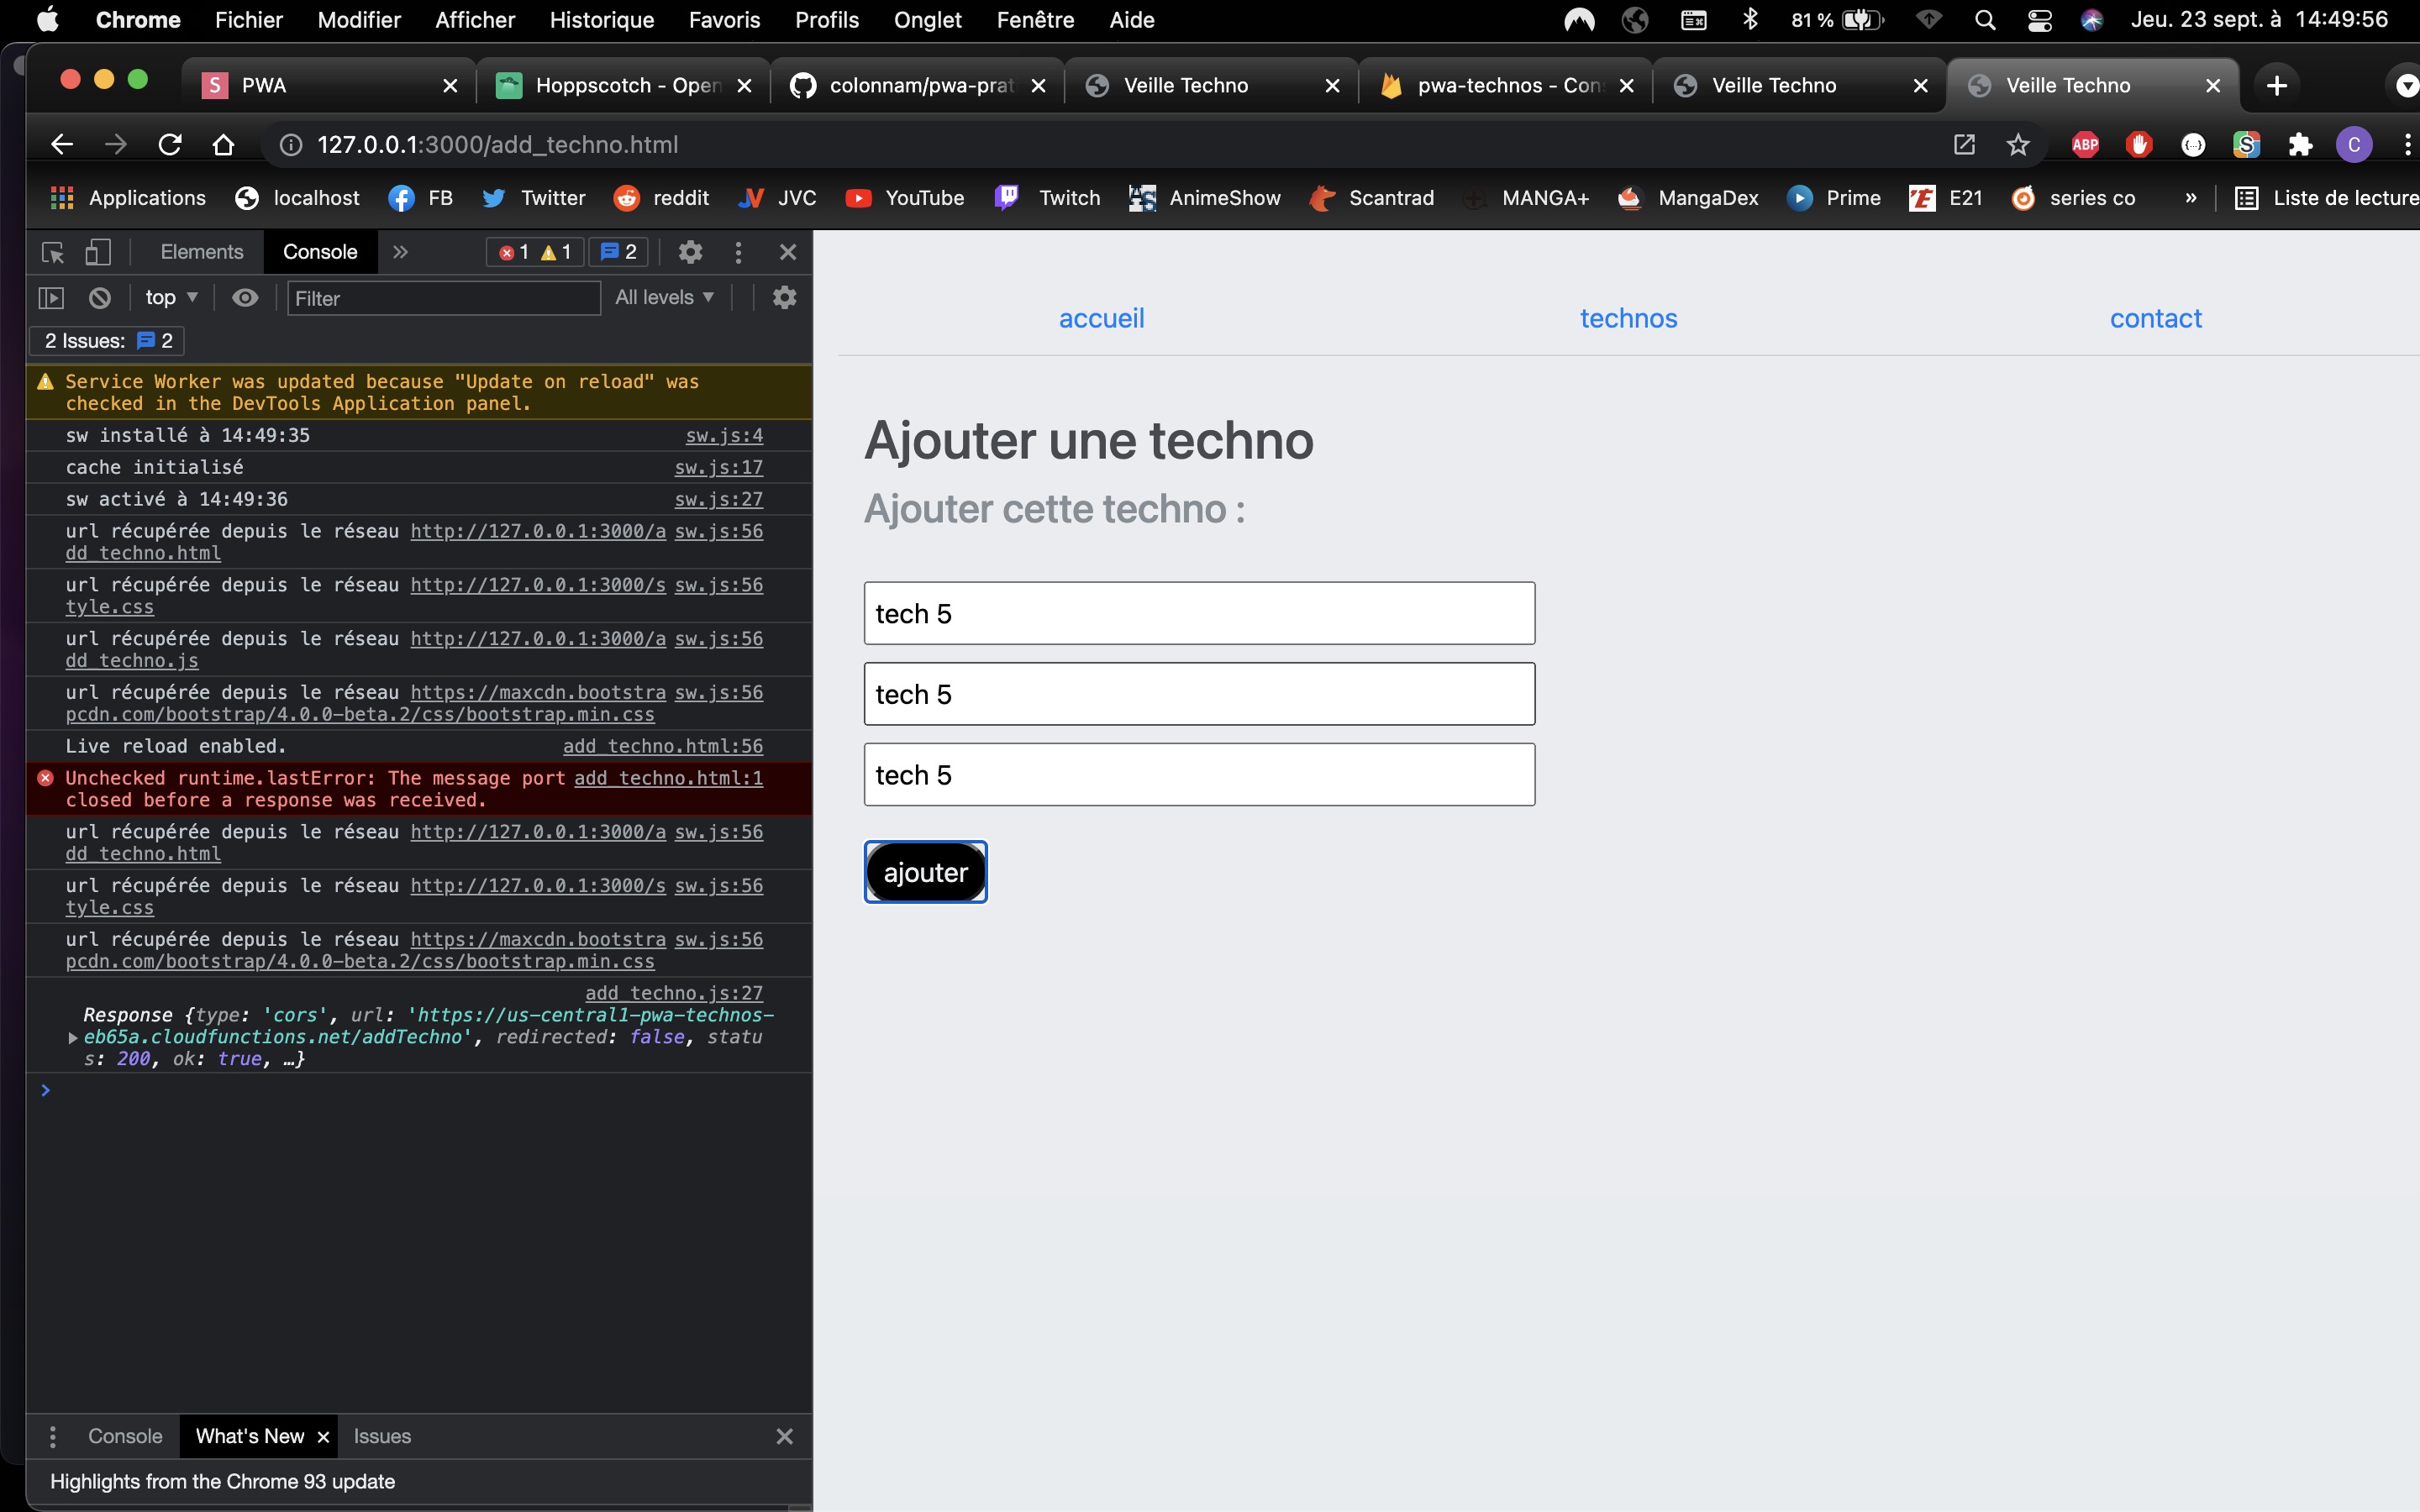 Chrome Fichier Modifier Afficher Historique Favoris Profils Onglet Fenêtre Aide 81 % Jeu. 23 sept. à 14:49:56
S PWA Hoppscotch - Open colonnam/pwa-prat Veille Techno pwa-technos - Con Veille Techno Veille Techno
127.0.0.1:3000/add_techno.html ABP S C
Applications localhost FB Twitter reddit JVC YouTube Twitch AnimeShow Scantrad MANGA+ MangaDex Prime E21 series co » Liste de lecture
Elements Console 1 1 2
top Filter All levels
2 Issues: 2
Service Worker was updated because "Update on reload" was
checked in the DevTools Application panel.
sw installé à 14:49:35 sw.js:4
cache initialisé sw.js:17
sw activé à 14:49:36 sw.js:27
url récupérée depuis le réseau http://127.0.0.1:3000/a sw.js:56
dd_techno.html
url récupérée depuis le réseau http://127.0.0.1:3000/s sw.js:56
tyle.css
url récupérée depuis le réseau http://127.0.0.1:3000/a sw.js:56
dd_techno.js
url récupérée depuis le réseau https://maxcdn.bootstra sw.js:56
pcdn.com/bootstrap/4.0.0-beta.2/css/bootstrap.min.css
Live reload enabled. add_techno.html:56
Unchecked runtime.lastError: The message port add_techno.html:1
closed before a response was received.
url récupérée depuis le réseau http://127.0.0.1:3000/a sw.js:56
dd_techno.html
url récupérée depuis le réseau http://127.0.0.1:3000/s sw.js:56
tyle.css
url récupérée depuis le réseau https://maxcdn.bootstra sw.js:56
pcdn.com/bootstrap/4.0.0-beta.2/css/bootstrap.min.css
add_techno.js:27
Response {type: 'cors', url: 'https://us-central1-pwa-technos-
eb65a.cloudfunctions.net/addTechno', redirected: false, statu
s: 200, ok: true, …}
Console What's New Issues
Highlights from the Chrome 93 update
accueil technos contact
Ajouter une techno
Ajouter cette techno :
tech 5
tech 5
tech 5
ajouter